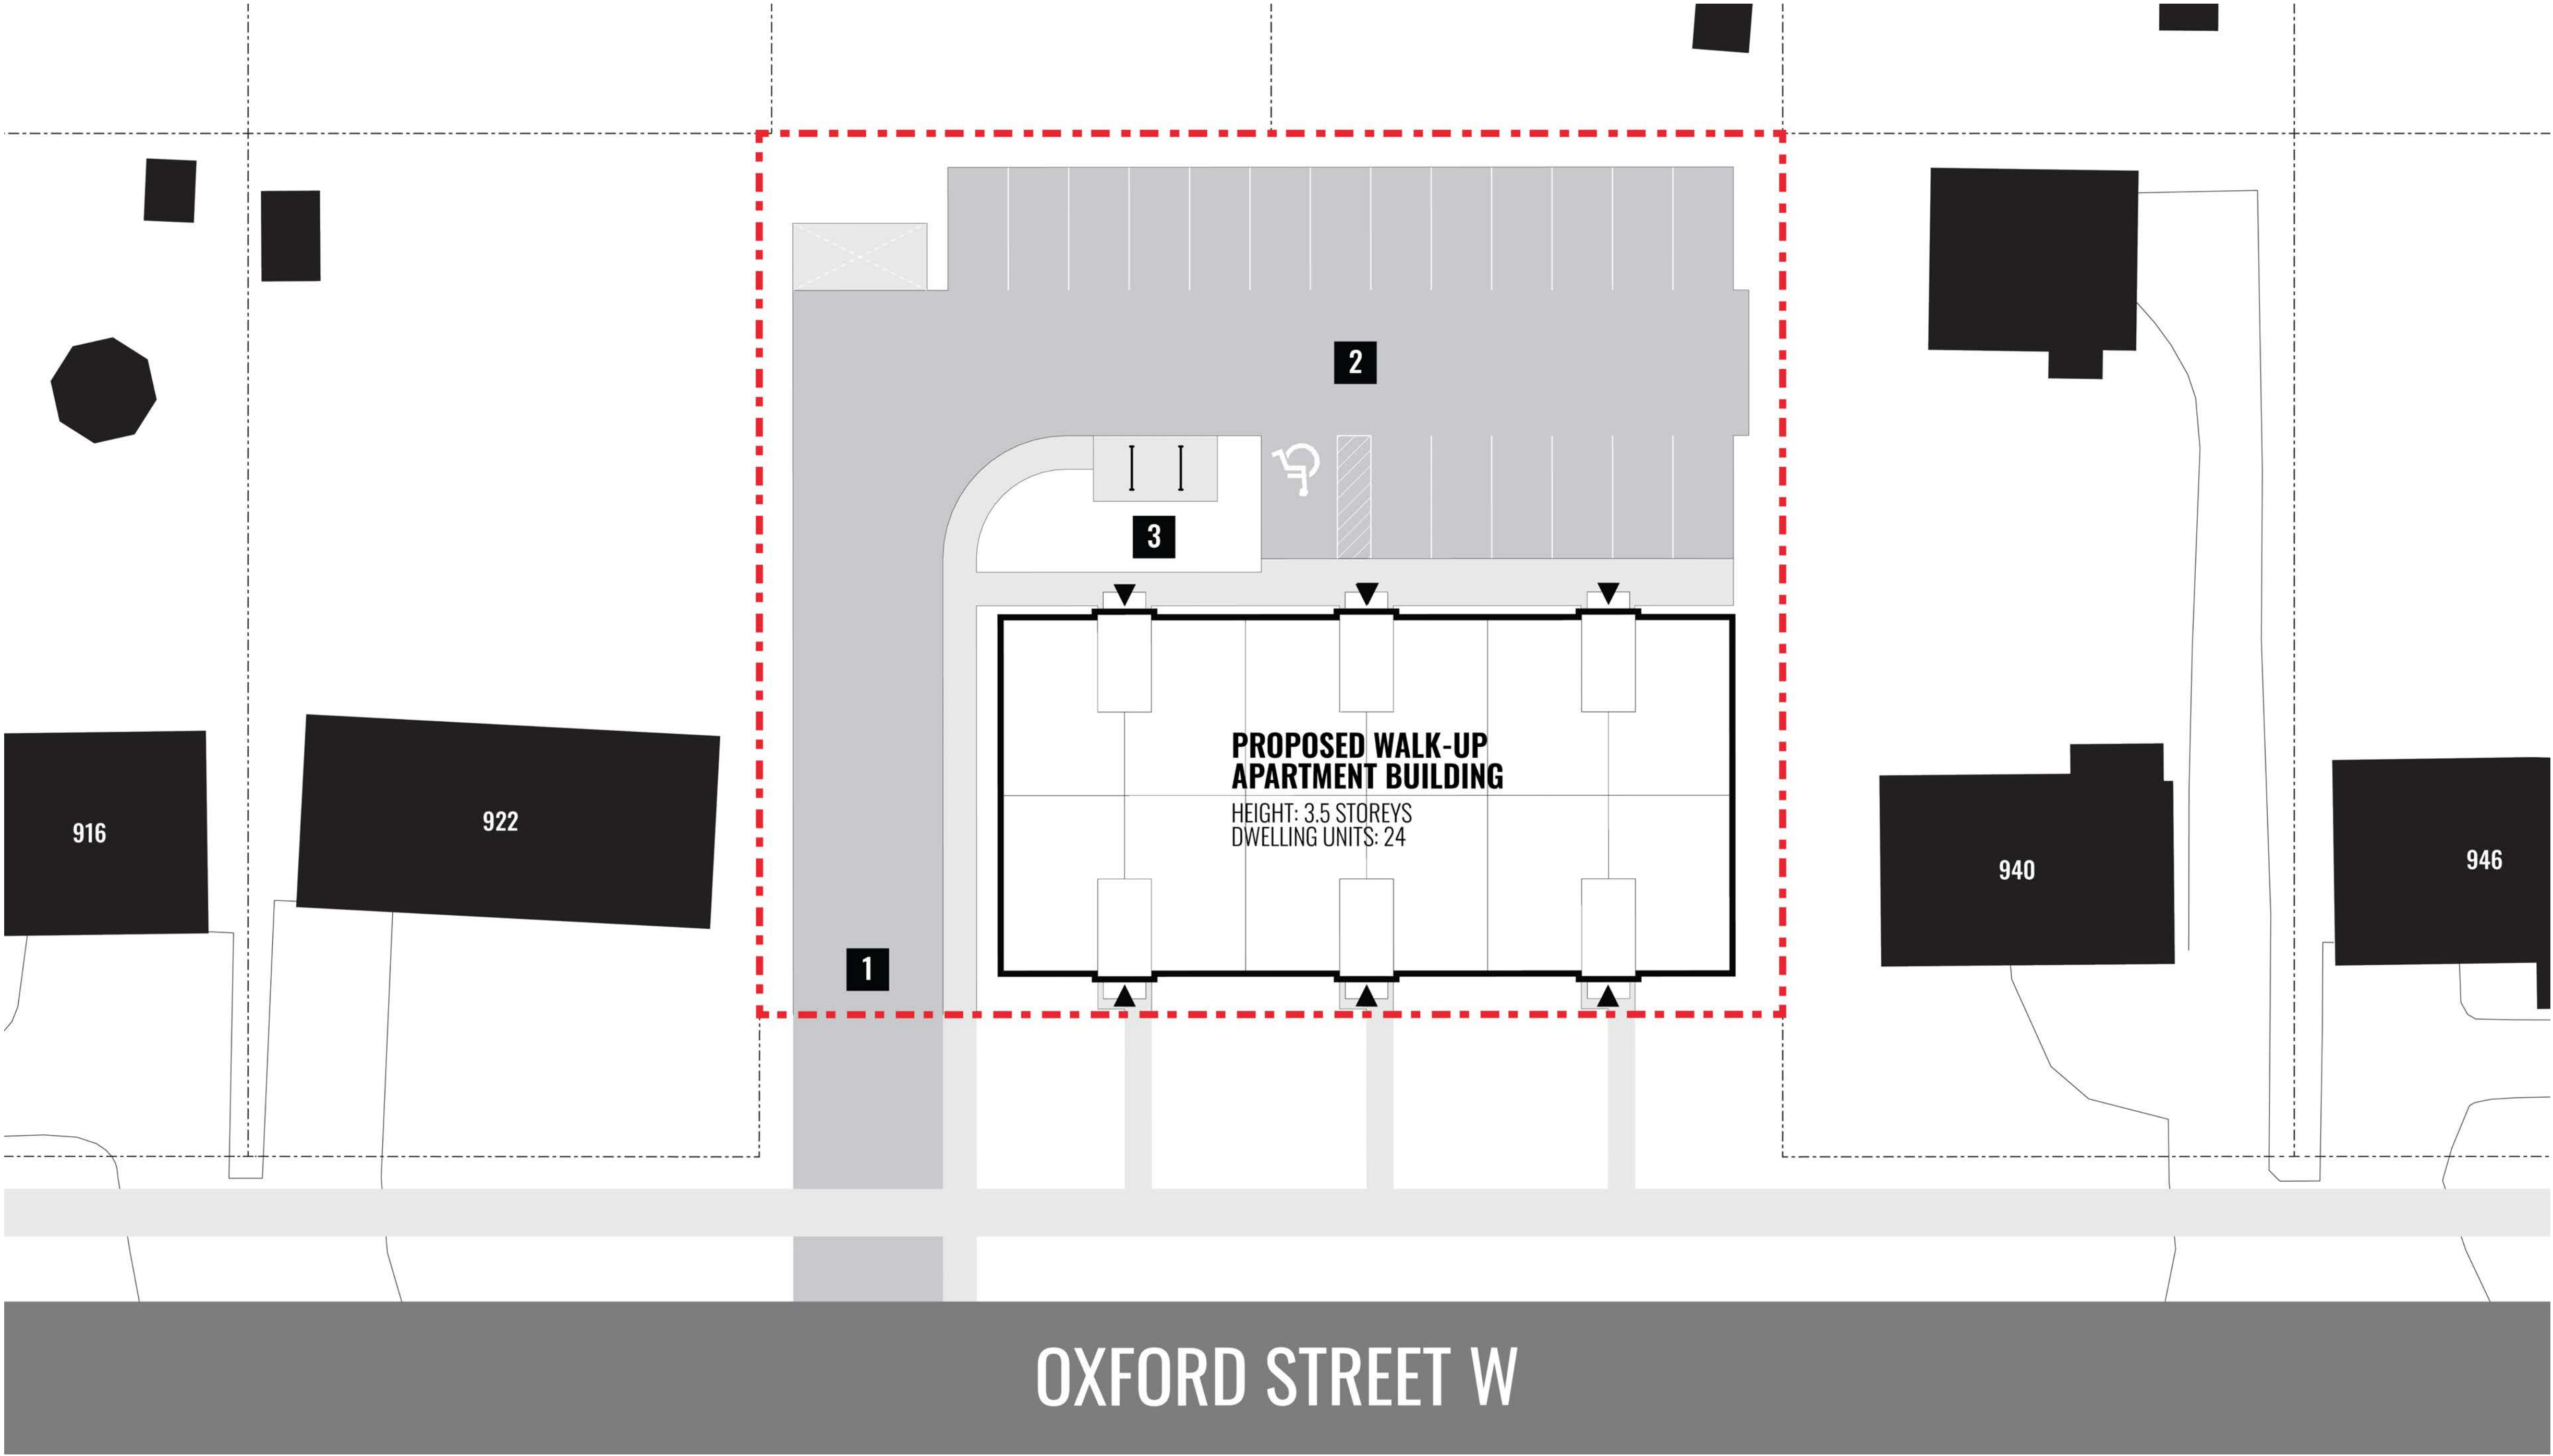 2
3
PROPOSED WALK-UP
APARTMENT BUILDING
HEIGHT: 3.5 STOREYS
DWELLING UNITS: 24
916
922
940
946
1
OXFORD STREET W